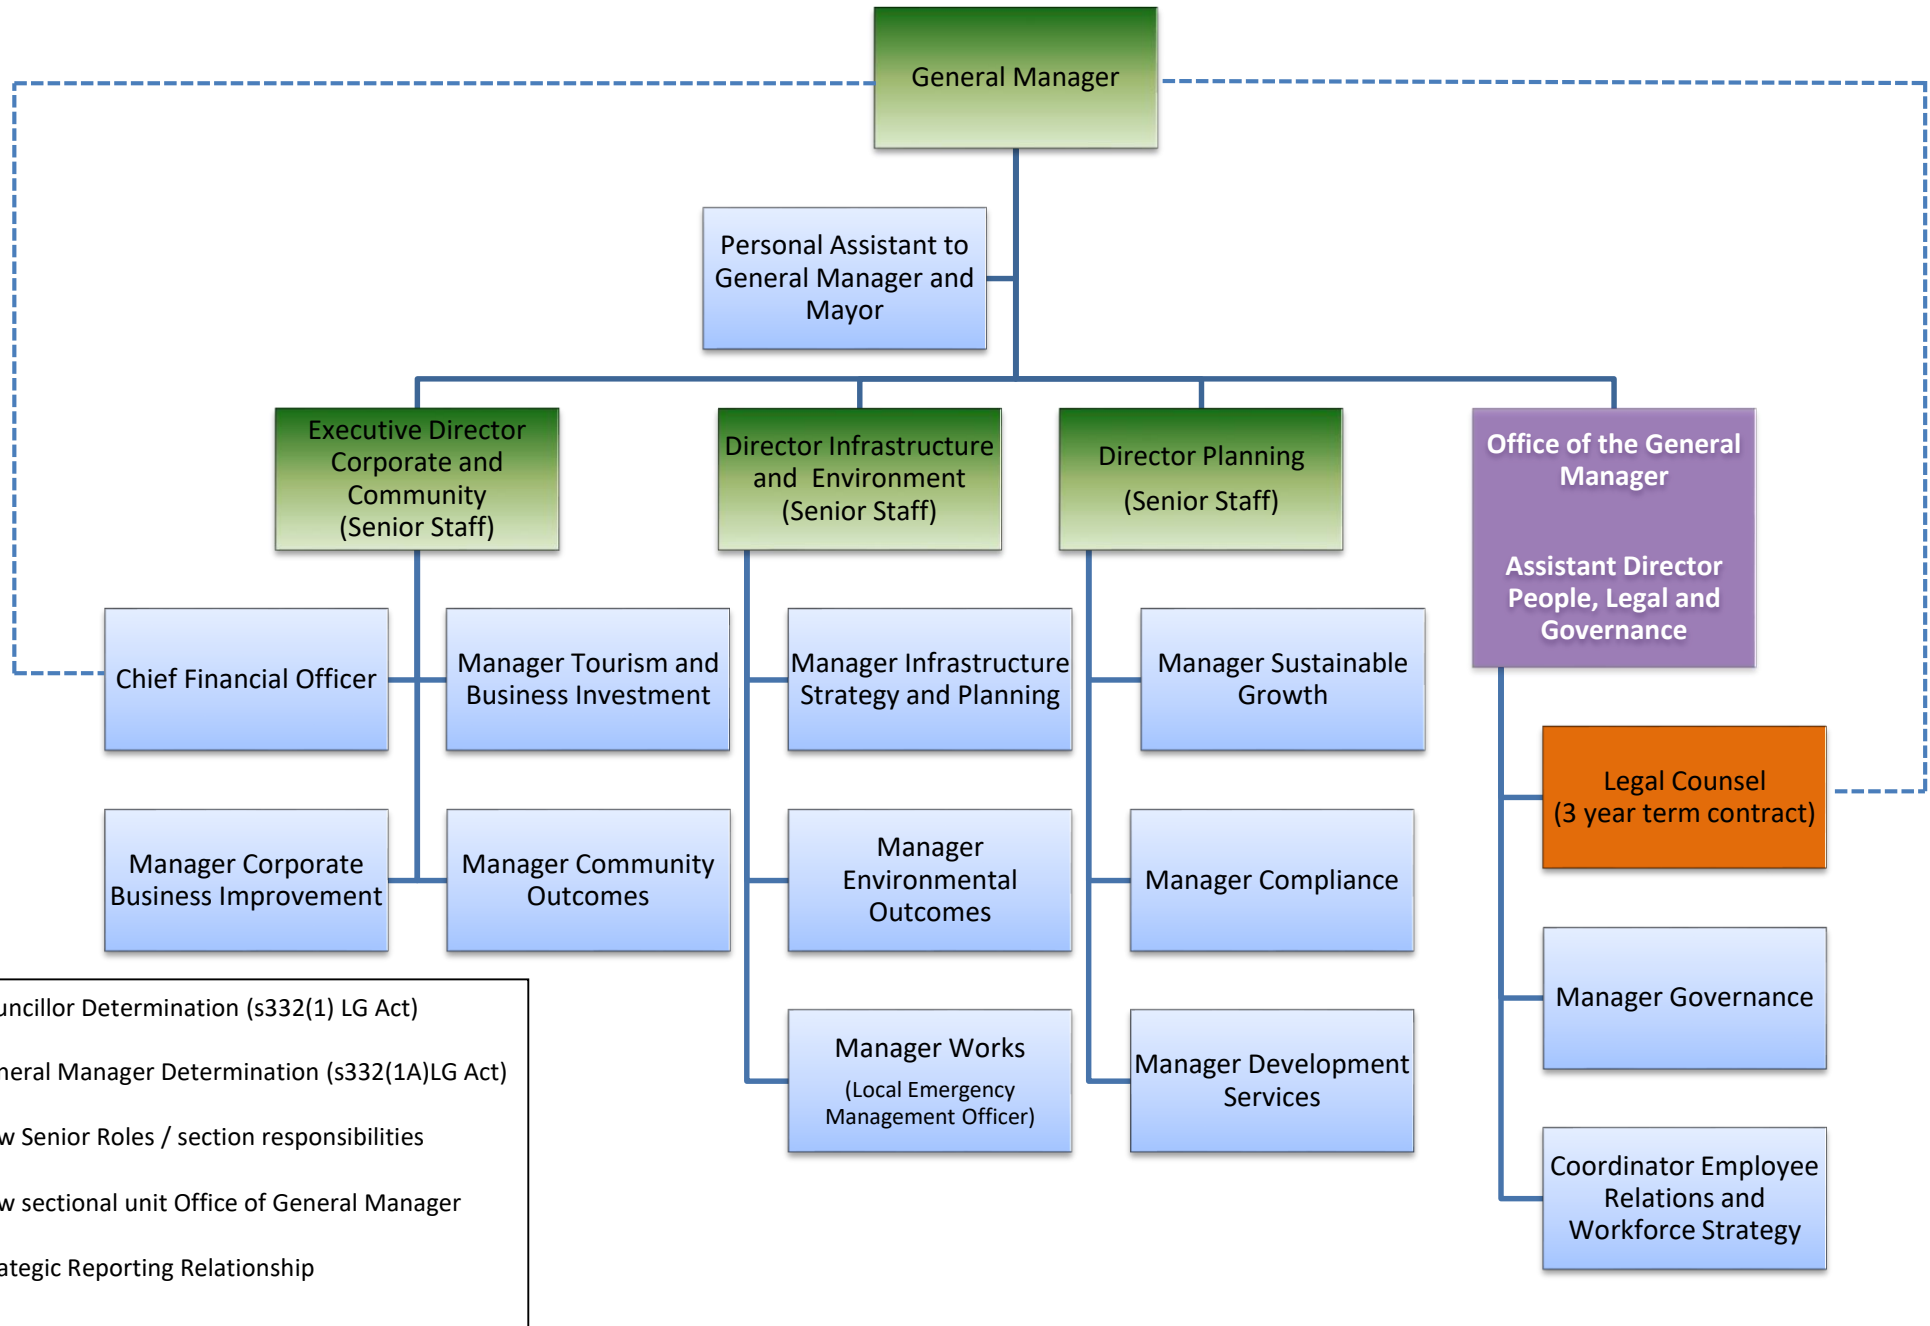 General Manager
Personal Assistant to
General Manager and
Mayor
Executive Director
Corporate and
Community
(Senior Staff)
Director Infrastructure
and Environment
(Senior Staff)
Director Planning
(Senior Staff)
Office of the General
Manager
Assistant Director
People, Legal and
Governance
Chief Financial Officer
Manager Tourism and
Business Investment
Manager Infrastructure
Strategy and Planning
Manager Sustainable
Growth
Legal Counsel
(3 year term contract)
Manager Corporate
Business Improvement
Manager Community
Outcomes
Manager
Environmental
Outcomes
Manager Compliance
Manager Governance
Manager Works
(Local Emergency
Management Officer)
Manager Development
Services
Coordinator Employee
Relations and
Workforce Strategy
uncillor Determination (s332(1) LG Act)
neral Manager Determination (s332(1A)LG Act)
w Senior Roles / section responsibilities
w sectional unit Office of General Manager
ategic Reporting Relationship